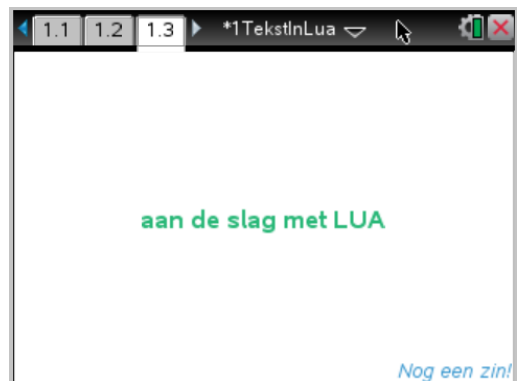 1.1 1.2 1.3 *1TekstInLua
aan de slag met LUA
Nog een zin!